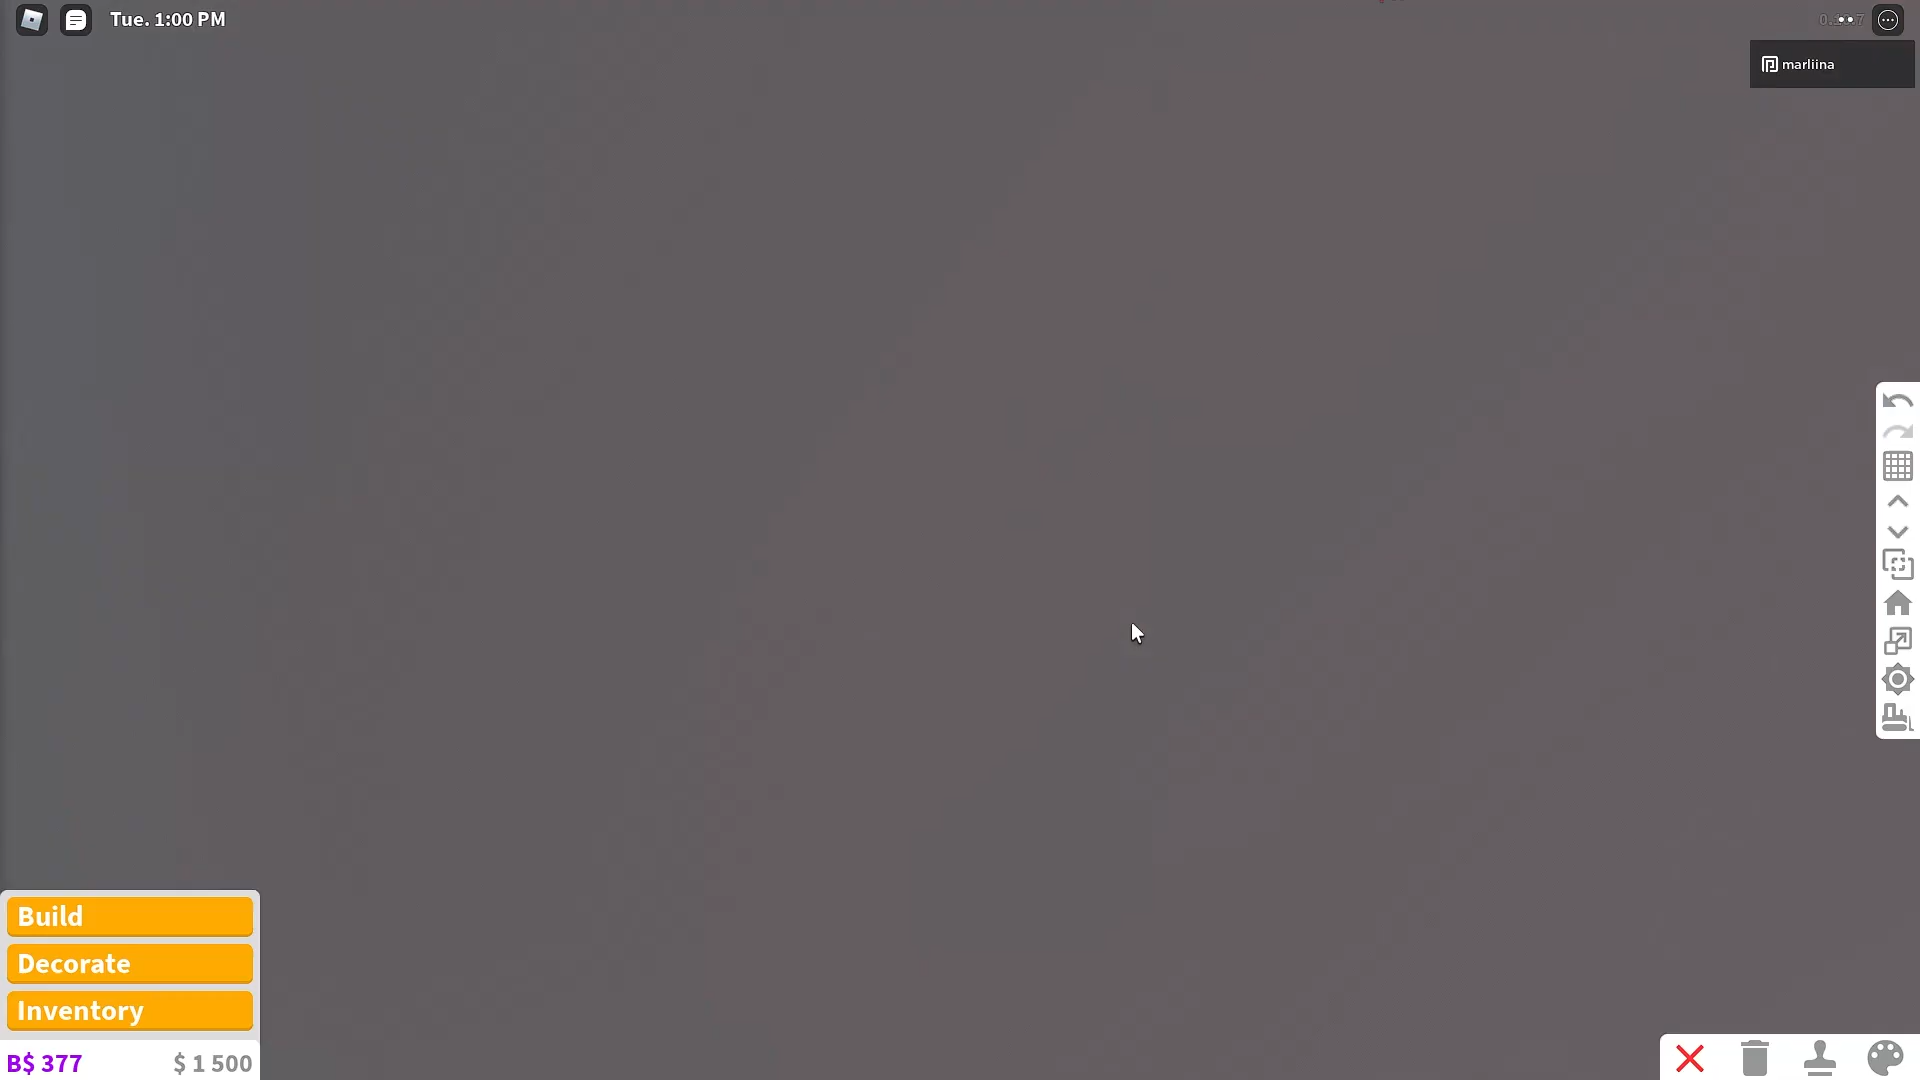 Tue. 1:00 PM
marliina
Build
Decorate
Inventory
B$ 377
$ 1 500